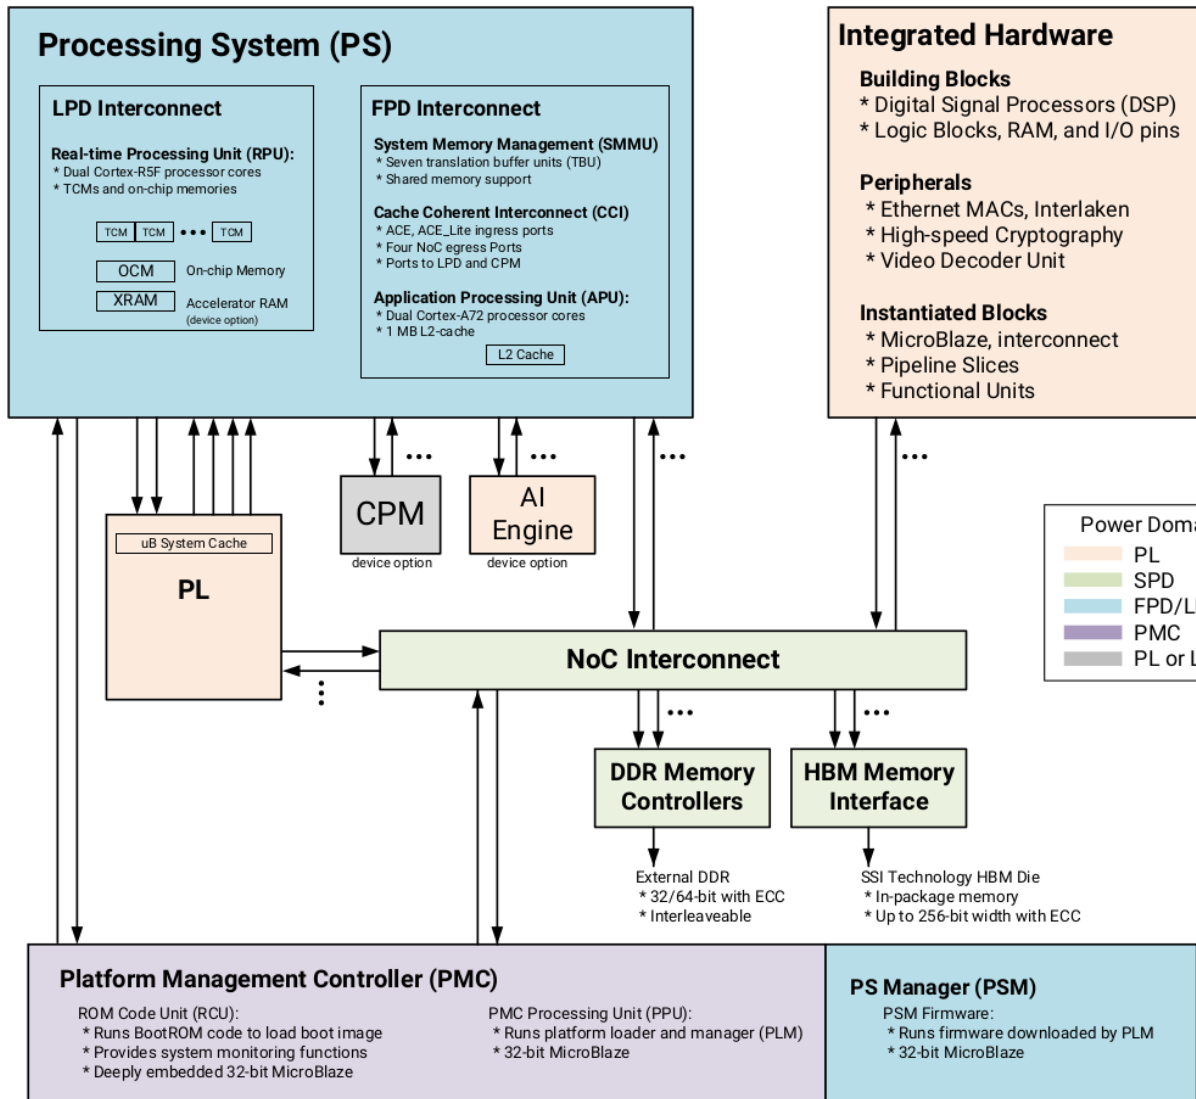 Processing System (PS)
LPD Interconnect
Real-time Processing Unit (RPU):
* Dual Cortex-R5F processor cores
* TCMs and on-chip memories
TCM TCM ••• TCM
OCM On-chip Memory
XRAM Accelerator RAM
(device option)
FPD Interconnect
System Memory Management (SMMU)
* Seven translation buffer units (TBU)
* Shared memory support
Cache Coherent Interconnect (CCI)
* ACE, ACE_Lite ingress ports
* Four NoC egress Ports
* Ports to LPD and CPM
Application Processing Unit (APU):
* Dual Cortex-A72 processor cores
* 1 MB L2-cache
L2 Cache
Integrated Hardware
Building Blocks
* Digital Signal Processors (DSP)
* Logic Blocks, RAM, and I/O pins
Peripherals
* Ethernet MACs, Interlaken
* High-speed Cryptography
* Video Decoder Unit
Instantiated Blocks
* MicroBlaze, interconnect
* Pipeline Slices
* Functional Units
uB System Cache
PL
CPM
device option
AI
Engine
device option
Power Doma
PL
SPD
FPD/L
PMC
PL or L
NoC Interconnect
DDR Memory
Controllers
HBM Memory
Interface
External DDR
* 32/64-bit with ECC
* Interleaveable
SSI Technology HBM Die
* In-package memory
* Up to 256-bit width with ECC
Platform Management Controller (PMC)
ROM Code Unit (RCU):
* Runs BootROM code to load boot image
* Provides system monitoring functions
* Deeply embedded 32-bit MicroBlaze
PMC Processing Unit (PPU):
* Runs platform loader and manager (PLM)
* 32-bit MicroBlaze
PS Manager (PSM)
PSM Firmware:
* Runs firmware downloaded by PLM
* 32-bit MicroBlaze